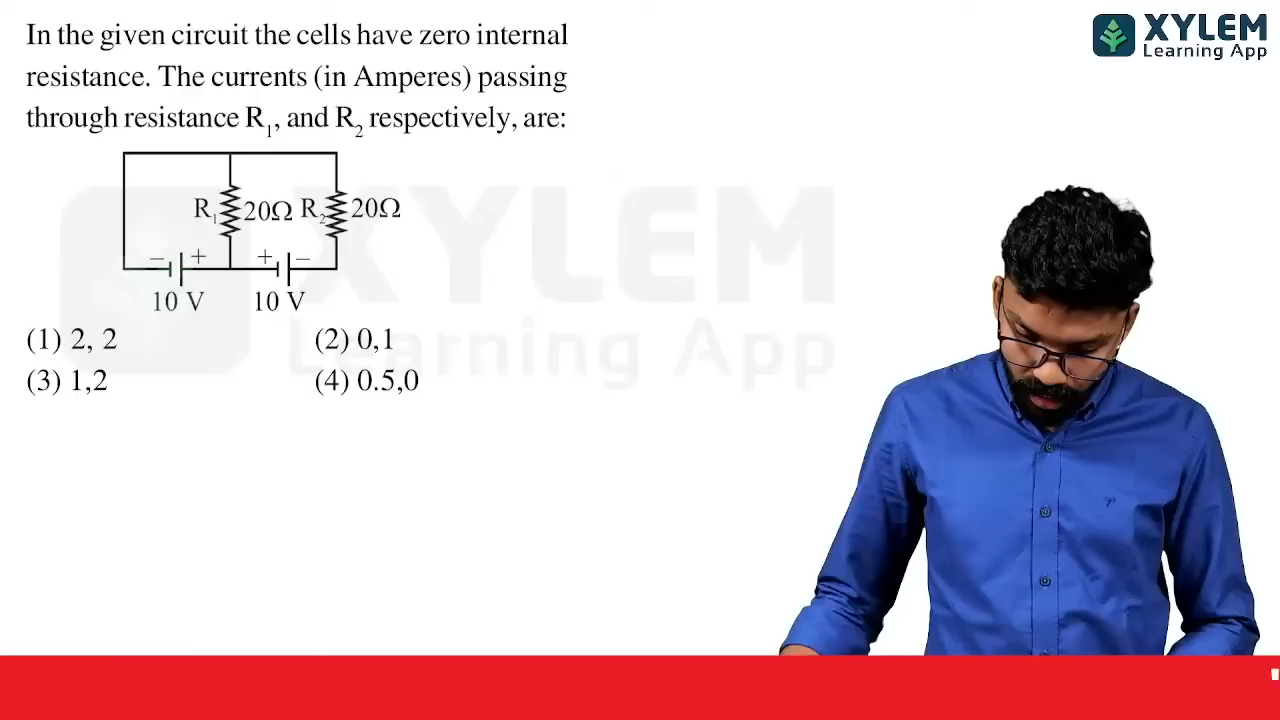 In the given circuit the cells have zero internal
resistance. The currents (in Amperes) passing
through resistance R₁, and R₂ respectively, are:
XYLEM
Learning App
R₁ 20Ω R₂ 20Ω
− + + −
10 V 10 V
(1) 2, 2 (2) 0,1
(3) 1,2 (4) 0.5,0
XYLEM
Learning App